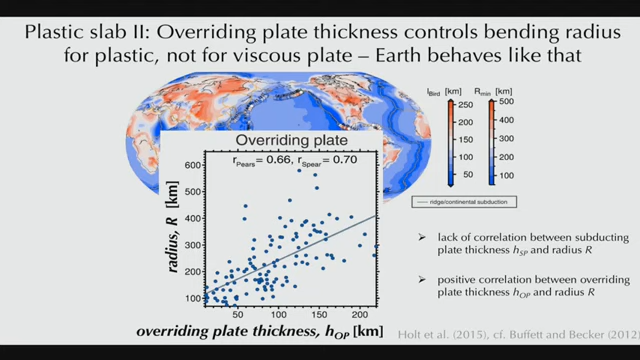 Plastic slab II: Overriding plate thickness controls bending radius
for plastic, not for viscous plate – Earth behaves like that
l_Bird [km] R_min [km]
250
200
150
100
50
500
400
300
200
100
ridge/continental subduction
Overriding plate
r_Pears = 0.66, r_Spear = 0.70
600
500
400
300
200
100
radius, R [km]
50 100 150 200
overriding plate thickness, h_OP [km]
➢ lack of correlation between subducting
plate thickness h_SP and radius R
➢ positive correlation between overriding
plate thickness h_OP and radius R
Holt et al. (2015), cf. Buffett and Becker (2012)